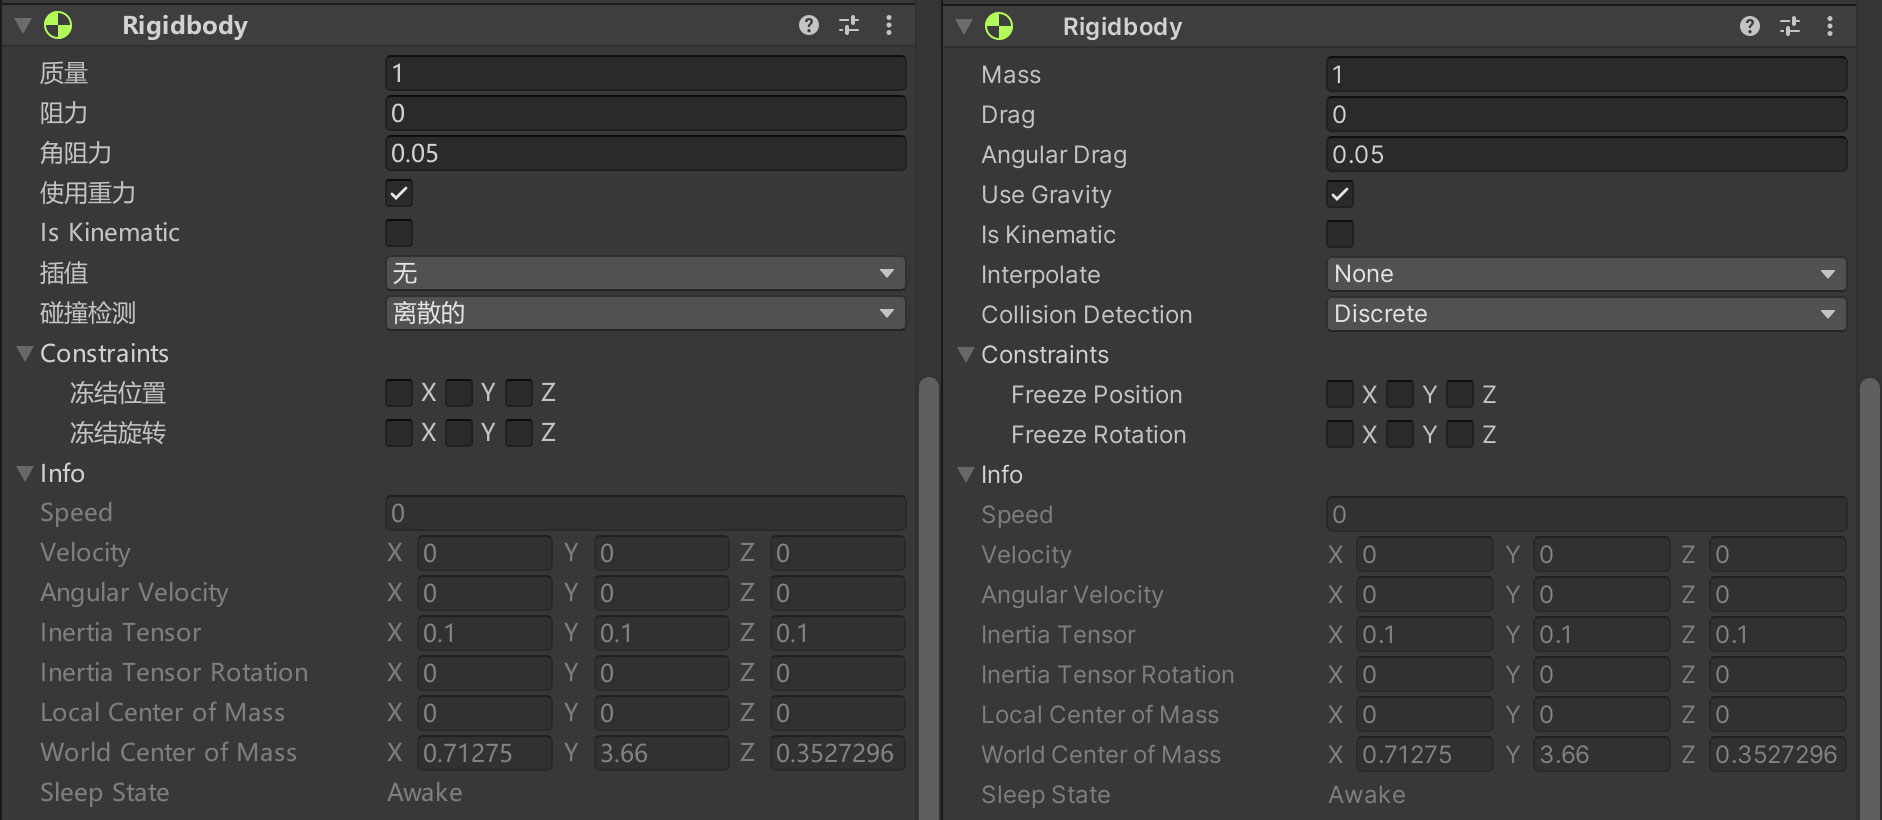 Rigidbody
质量 1
阻力 0
角阻力 0.05
使用重力
Is Kinematic
插值 无
碰撞检测 离散的
Constraints
冻结位置 X Y Z
冻结旋转 X Y Z
Info
Speed 0
Velocity X 0 Y 0 Z 0
Angular Velocity X 0 Y 0 Z 0
Inertia Tensor X 0.1 Y 0.1 Z 0.1
Inertia Tensor Rotation X 0 Y 0 Z 0
Local Center of Mass X 0 Y 0 Z 0
World Center of Mass X 0.71275 Y 3.66 Z 0.3527296
Sleep State Awake
Rigidbody
Mass 1
Drag 0
Angular Drag 0.05
Use Gravity
Is Kinematic
Interpolate None
Collision Detection Discrete
Constraints
Freeze Position X Y Z
Freeze Rotation X Y Z
Info
Speed 0
Velocity X 0 Y 0 Z 0
Angular Velocity X 0 Y 0 Z 0
Inertia Tensor X 0.1 Y 0.1 Z 0.1
Inertia Tensor Rotation X 0 Y 0 Z 0
Local Center of Mass X 0 Y 0 Z 0
World Center of Mass X 0.71275 Y 3.66 Z 0.3527296
Sleep State Awake